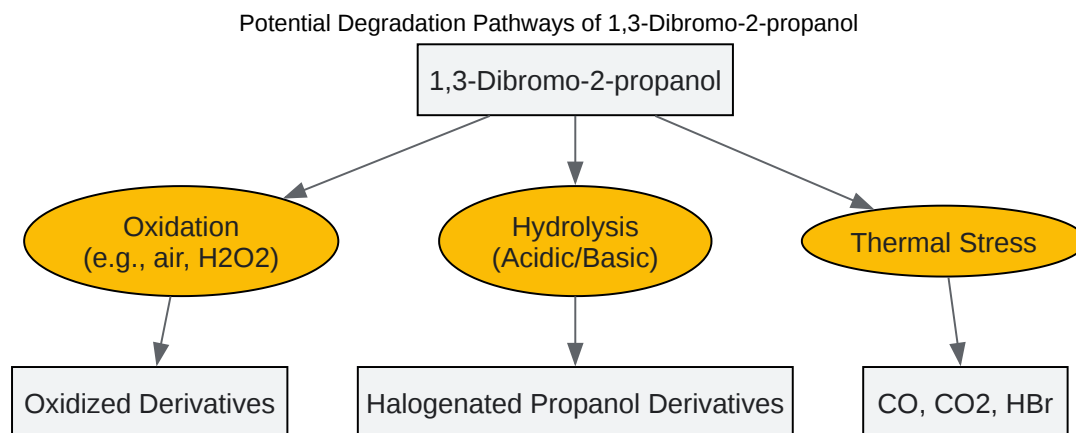 Potential Degradation Pathways of 1,3-Dibromo-2-propanol
1,3-Dibromo-2-propanol
Oxidation
(e.g., air, H2O2)
Hydrolysis
(Acidic/Basic)
Thermal Stress
Oxidized Derivatives
Halogenated Propanol Derivatives
CO, CO2, HBr